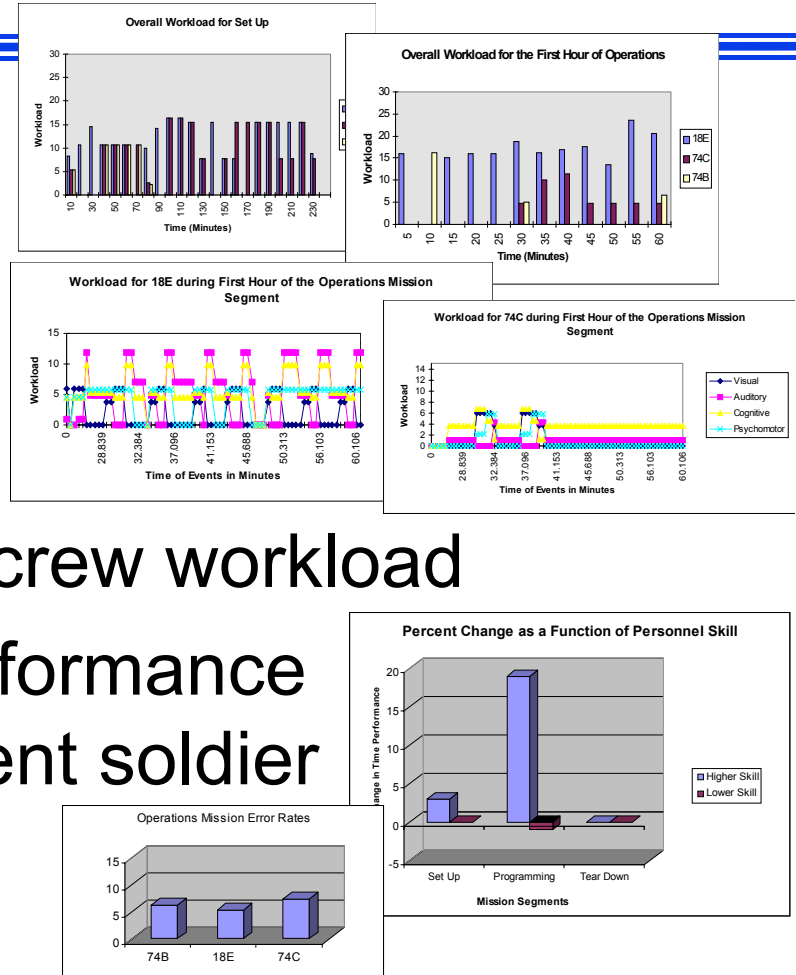 Overall Workload for Set Up
30
25
20
15
10
5
0
Workload
10 30 50 70 90 110 130 150 170 190 210 230
Time (Minutes)
Overall Workload for the First Hour of Operations
30
25
20
15
10
5
0
Workload
5 10 15 20 25 30 35 40 45 50 55 60
Time (Minutes)
18E
74C
74B
Workload for 18E during First Hour of the Operations Mission
Segment
15
10
5
0
Workload
0 28.839 32.384 37.096 41.153 45.688 50.313 56.103 60.106
Time of Events in Minutes
Workload for 74C during First Hour of the Operations Mission
Segment
14
12
10
8
6
4
2
0
Workload
0 28.839 32.384 37.096 41.153 45.688 50.313 56.103 60.106
Time of Events in Minutes
Visual
Auditory
Cognitive
Psychomotor
crew workload
formance
ent soldier
Percent Change as a Function of Personnel Skill
20
15
10
5
0
-5
ange in Time Performance
Set Up Programming Tear Down
Mission Segments
Higher Skill
Lower Skill
Operations Mission Error Rates
15
10
5
0
74B 18E 74C